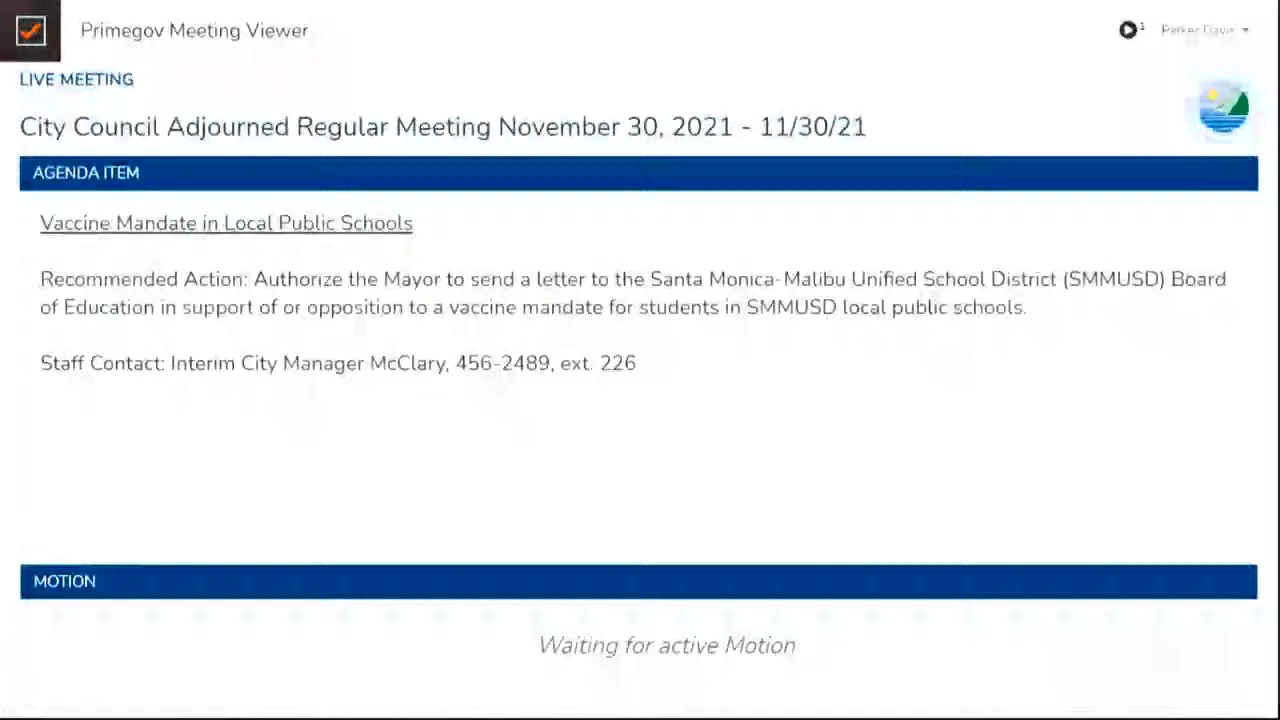 Primegov Meeting Viewer
1
Parker Davis
LIVE MEETING
City Council Adjourned Regular Meeting November 30, 2021 - 11/30/21
AGENDA ITEM
Vaccine Mandate in Local Public Schools
Recommended Action: Authorize the Mayor to send a letter to the Santa Monica-Malibu Unified School District (SMMUSD) Board
of Education in support of or opposition to a vaccine mandate for students in SMMUSD local public schools.
Staff Contact: Interim City Manager McClary, 456-2489, ext. 226
MOTION
Waiting for active Motion